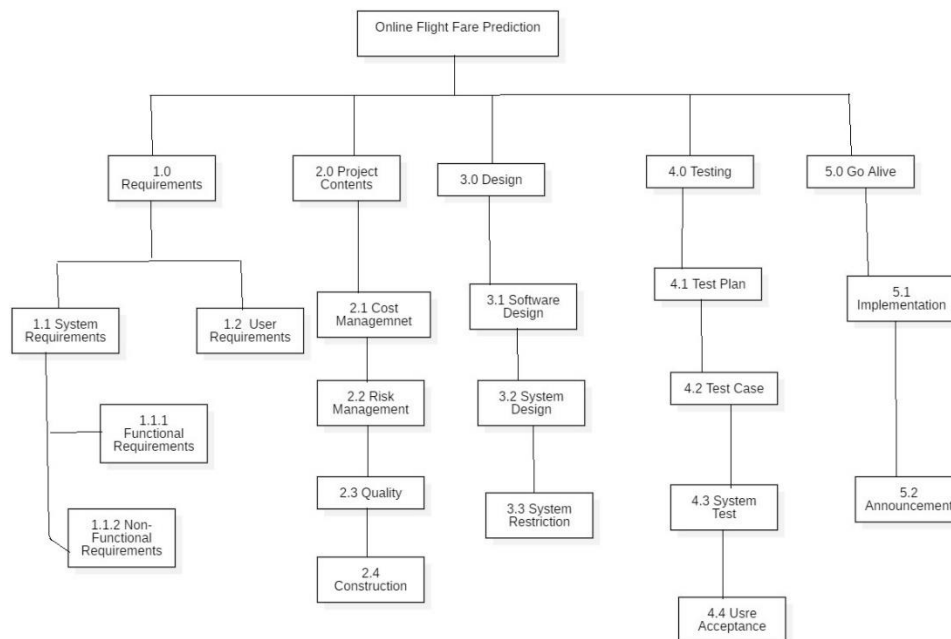 Online Flight Fare Prediction
1.0
Requirements
2.0 Project
Contents
3.0 Design
4.0 Testing
5.0 Go Alive
1.1 System
Requirements
1.2 User
Requirements
1.1.1
Functional
Requirements
1.1.2 Non-
Functional
Requirements
2.1 Cost
Managemnet
2.2 Risk
Management
2.3 Quality
2.4
Construction
3.1 Software
Design
3.2 System
Design
3.3 System
Restriction
4.1 Test Plan
4.2 Test Case
4.3 System
Test
4.4 Usre
Acceptance
5.1
Implementation
5.2
Announcement